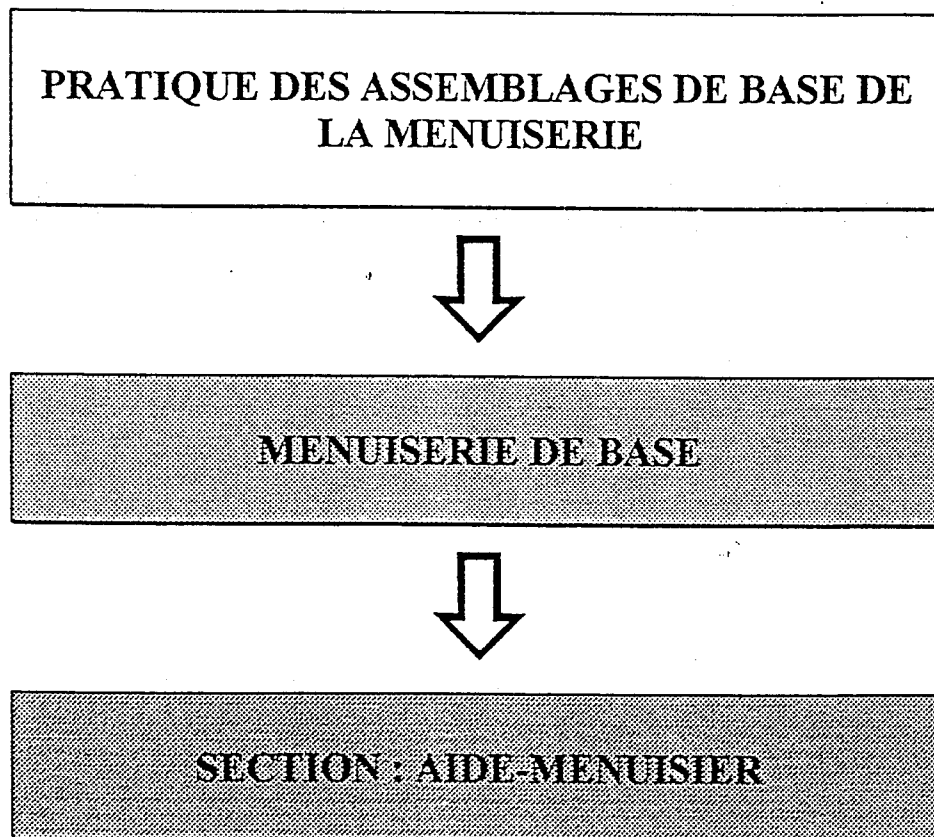 PRATIQUE DES ASSEMBLAGES DE BASE DE
LA MENUISERIE
MENUISERIE DE BASE
SECTION : AIDE-MENUISIER